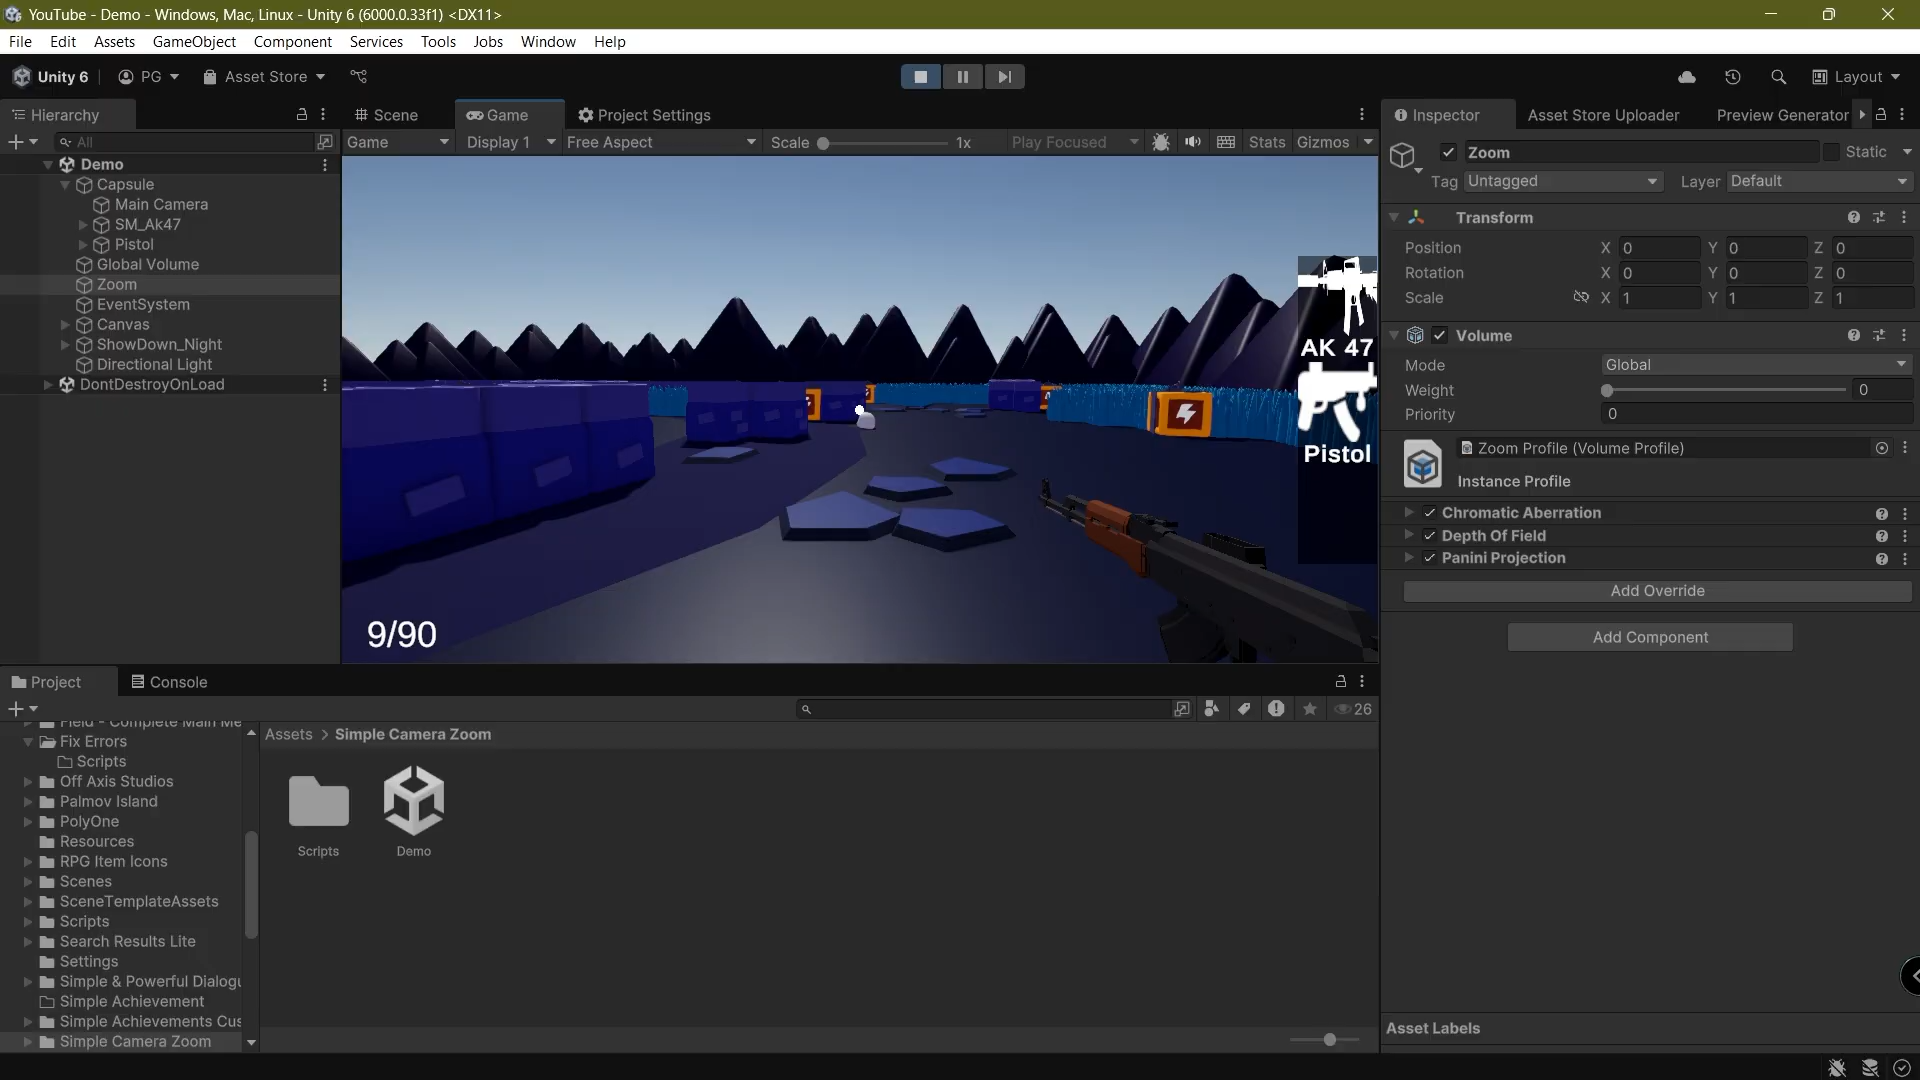 YouTube - Demo - Windows, Mac, Linux - Unity 6 (6000.0.33f1) <DX11>
File Edit Assets GameObject Component Services Tools Jobs Window Help
Unity 6 PG Asset Store Layout
Hierarchy
All
Demo
Capsule
Main Camera
SM_Ak47
Pistol
Global Volume
Zoom
EventSystem
Canvas
ShowDown_Night
Directional Light
DontDestroyOnLoad
Scene Game Project Settings
Game Display 1 Free Aspect Scale 1x Play Focused Stats Gizmos
AK 47
Pistol
9/90
Inspector Asset Store Uploader Preview Generator
Zoom Static
Tag Untagged Layer Default
Transform
Position X 0 Y 0 Z 0
Rotation X 0 Y 0 Z 0
Scale X 1 Y 1 Z 1
Volume
Mode Global
Weight 0
Priority 0
Zoom Profile (Volume Profile)
Instance Profile
Chromatic Aberration
Depth Of Field
Panini Projection
Add Override
Add Component
Asset Labels
Project Console
26
Field - Complete Main Me
Fix Errors
Scripts
Off Axis Studios
Palmov Island
PolyOne
Resources
RPG Item Icons
Scenes
SceneTemplateAssets
Scripts
Search Results Lite
Settings
Simple & Powerful Dialogu
Simple Achievement
Simple Achievements Cus
Simple Camera Zoom
Assets > Simple Camera Zoom
Scripts
Demo